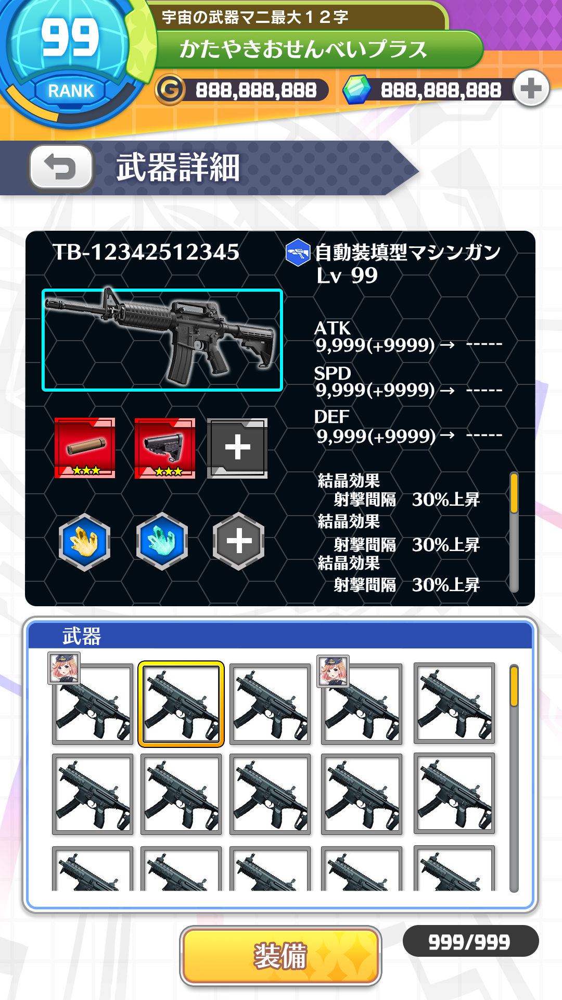 宇宙の武器マニ最大１２字
99
かたやきおせんべいプラス
RANK
G 888,888,888
888,888,888
武器詳細
TB-12342512345
自動装填型マシンガン
Lv 99
ATK
9,999(+9999)→ -----
SPD
9,999(+9999)→ -----
DEF
9,999(+9999)→ -----
結晶効果
射撃間隔 30%上昇
結晶効果
射撃間隔 30%上昇
結晶効果
射撃間隔 30%上昇
武器
999/999
装備